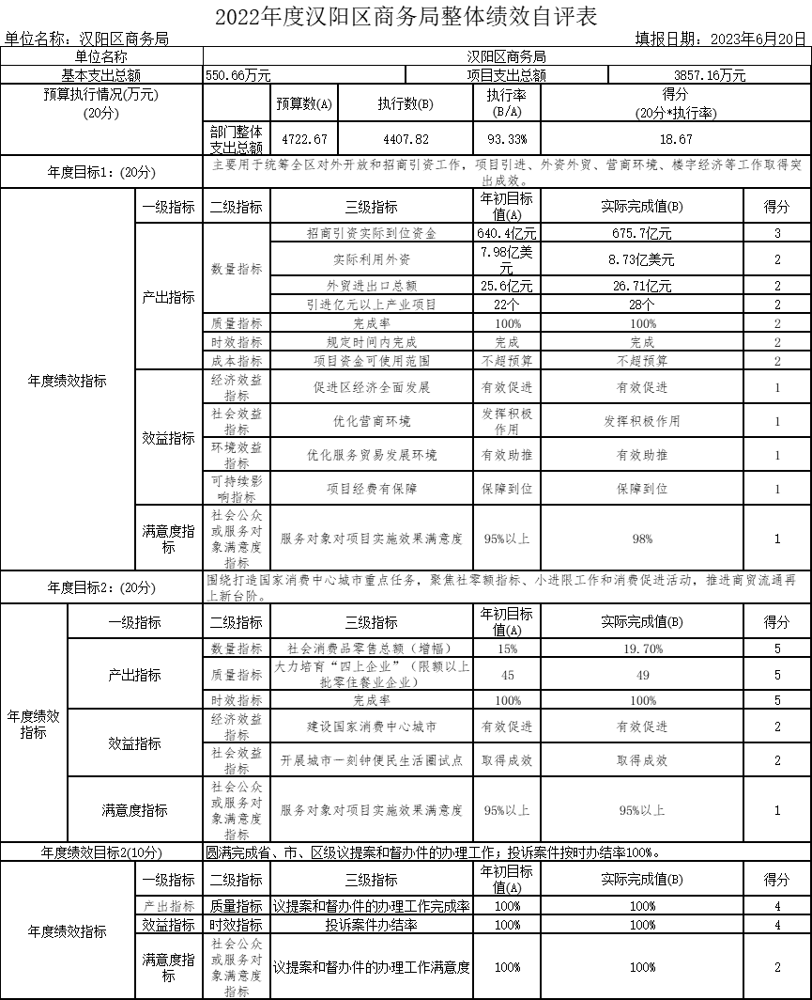 2022年度汉阳区商务局整体绩效自评表
单位名称：汉阳区商务局 填报日期：2023年6月20日
单位名称 汉阳区商务局
基本支出总额 550.66万元 项目支出总额 3857.16万元
预算执行情况(万元)
(20分)
预算数(A) 执行数(B) 执行率
(B/A) 得分
(20分*执行率)
部门整体
支出总额 4722.67 4407.82 93.33% 18.67
年度目标1：(20分) 主要用于统筹全区对外开放和招商引资工作，项目引进、外资外贸、营商环境、楼宇经济等工作取得突
出成效。
年度绩效指标
一级指标 二级指标 三级指标 年初目标
值(A) 实际完成值(B) 得分
产出指标
数量指标
招商引资实际到位资金 640.4亿元 675.7亿元 3
实际利用外资 7.98亿美
元 8.73亿美元 2
外贸进出口总额 25.6亿元 26.71亿元 2
引进亿元以上产业项目 22个 28个 2
质量指标 完成率 100% 100% 2
时效指标 规定时间内完成 完成 完成 2
成本指标 项目资金可使用范围 不超预算 不超预算 2
效益指标
经济效益
指标 促进区经济全面发展 有效促进 有效促进 1
社会效益
指标 优化营商环境 发挥积极
作用 发挥积极作用 1
环境效益
指标 优化服务贸易发展环境 有效助推 有效助推 1
可持续影
响指标 项目经费有保障 保障到位 保障到位 1
满意度指
标
社会公众
或服务对
象满意度
指标 服务对象对项目实施效果满意度 95%以上 98% 1
年度目标2：(20分) 围绕打造国家消费中心城市重点任务，聚焦社零额指标、小进限工作和消费促进活动，推进商贸流通再
上新台阶。
年度绩效
指标
一级指标 二级指标 三级指标 年初目标
值(A) 实际完成值(B) 得分
产出指标
数量指标 社会消费品零售总额（增幅） 15% 19.70% 5
质量指标 大力培育“四上企业”（限额以上
批零住餐业企业） 45 49 5
时效指标 完成率 100% 100% 5
效益指标
经济效益
指标 建设国家消费中心城市 有效促进 有效促进 2
社会效益
指标 开展城市一刻钟便民生活圈试点 取得成效 取得成效 2
满意度指标
社会公众
或服务对
象满意度
指标 服务对象对项目实施效果满意度 95%以上 95%以上 1
年度绩效目标2(10分) 圆满完成省、市、区级议提案和督办件的办理工作；投诉案件按时办结率100%。
年度绩效指标
一级指标 二级指标 三级指标 年初目标
值(A) 实际完成值(B) 得分
产出指标 质量指标 议提案和督办件的办理工作完成率 100% 100% 4
效益指标 时效指标 投诉案件办结率 100% 100% 4
满意度指
标
社会公众
或服务对
象满意度
指标 议提案和督办件的办理工作满意度 100% 100% 2